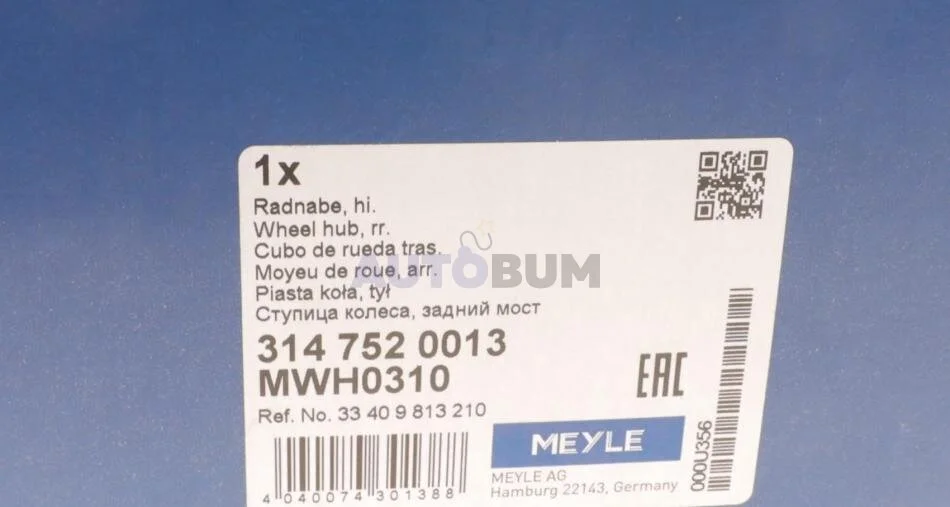 1x
Radnabe, hi.
Wheel hub, rr.
Cubo de rueda tras.
Moyeu de roue, arr.
Piasta koła, tył
Ступица колеса, задний мост
314 752 0013
MWH0310
Ref. No. 33 40 9 813 210
4 040074 301388
EAC
MEYLE
MEYLE AG
Hamburg 22143, Germany
000U356
AUTOBUM